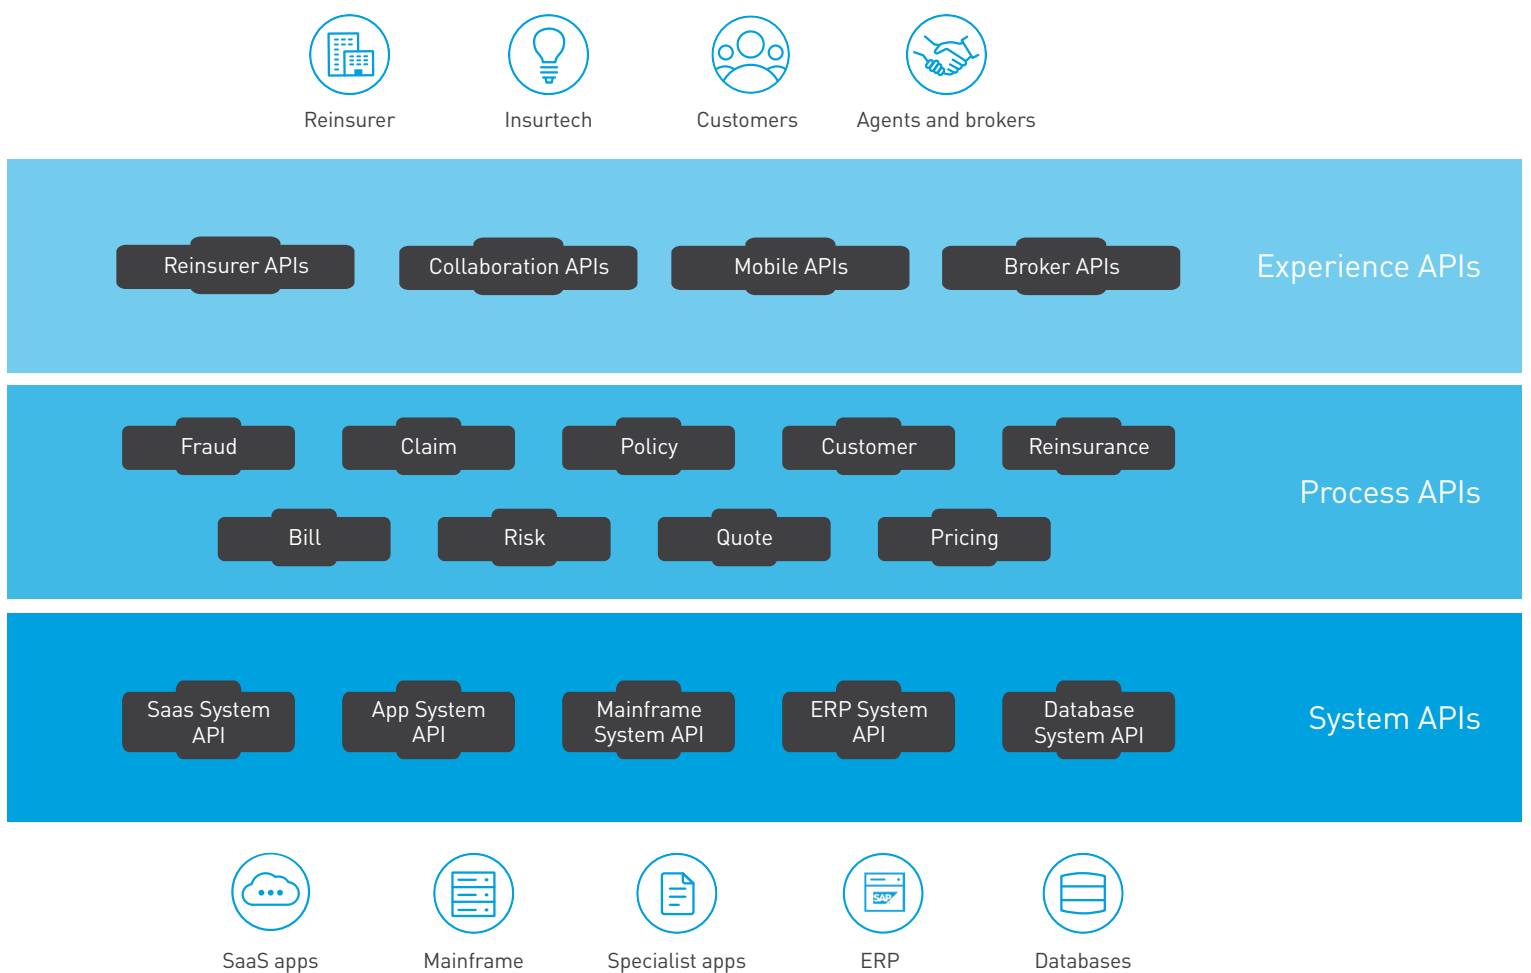 Reinsurer
Insurtech
Customers
Agents and brokers
Reinsurer APIs
Collaboration APIs
Mobile APIs
Broker APIs
Experience APIs
Fraud
Claim
Policy
Customer
Reinsurance
Process APIs
Bill
Risk
Quote
Pricing
Saas System
API
App System
API
Mainframe
System API
ERP System
API
Database
System API
System APIs
SAP
SaaS apps
Mainframe
Specialist apps
ERP
Databases